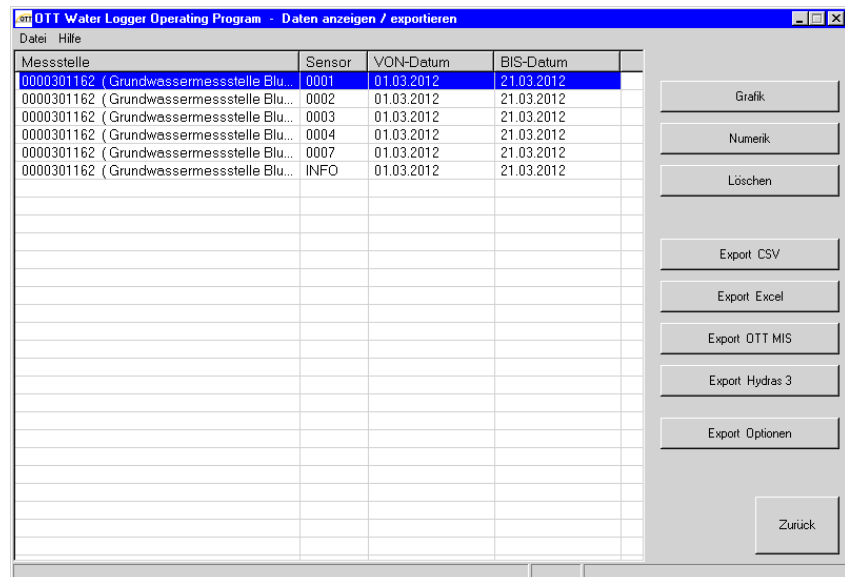 OTT OTT Water Logger Operating Program - Daten anzeigen / exportieren
Datei Hilfe
Messstelle Sensor VON-Datum BIS-Datum
0000301162 ( Grundwassermessstelle Blu... 0001 01.03.2012 21.03.2012
0000301162 ( Grundwassermessstelle Blu... 0002 01.03.2012 21.03.2012
0000301162 ( Grundwassermessstelle Blu... 0003 01.03.2012 21.03.2012
0000301162 ( Grundwassermessstelle Blu... 0004 01.03.2012 21.03.2012
0000301162 ( Grundwassermessstelle Blu... 0007 01.03.2012 21.03.2012
0000301162 ( Grundwassermessstelle Blu... INFO 01.03.2012 21.03.2012
Grafik
Numerik
Löschen
Export CSV
Export Excel
Export OTT MIS
Export Hydras 3
Export Optionen
Zurück